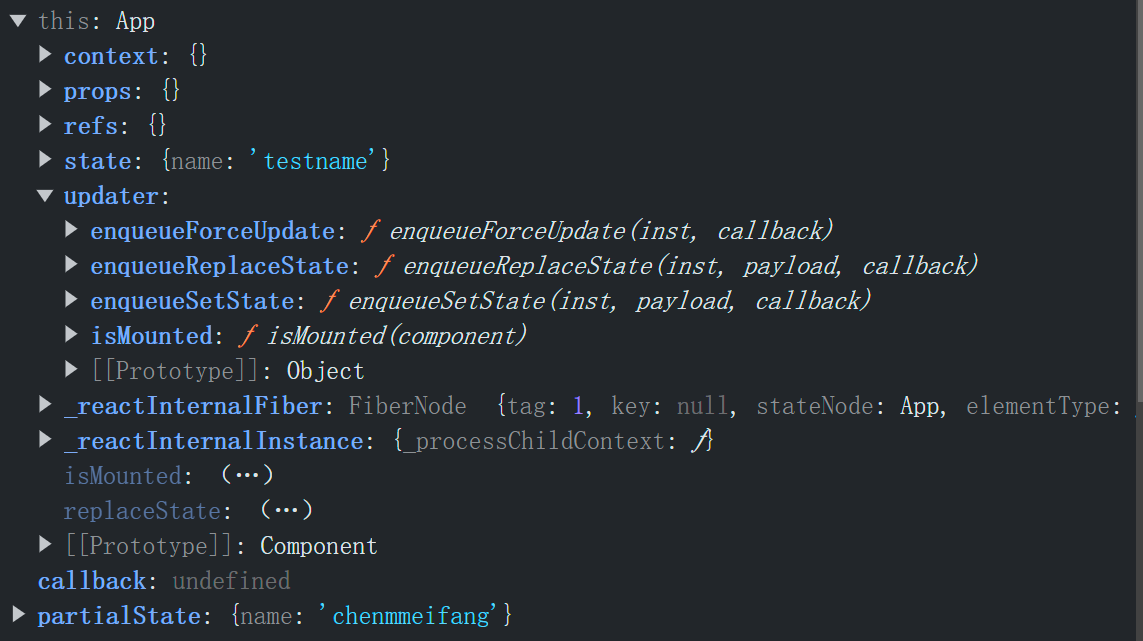 this: App
context: {}
props: {}
refs: {}
state: {name: 'testname'}
updater:
enqueueForceUpdate: ƒ enqueueForceUpdate(inst, callback)
enqueueReplaceState: ƒ enqueueReplaceState(inst, payload, callback)
enqueueSetState: ƒ enqueueSetState(inst, payload, callback)
isMounted: ƒ isMounted(component)
[[Prototype]]: Object
_reactInternalFiber: FiberNode {tag: 1, key: null, stateNode: App, elementType:
_reactInternalInstance: {_processChildContext: ƒ}
isMounted: (…)
replaceState: (…)
[[Prototype]]: Component
callback: undefined
partialState: {name: 'chenmmeifang'}